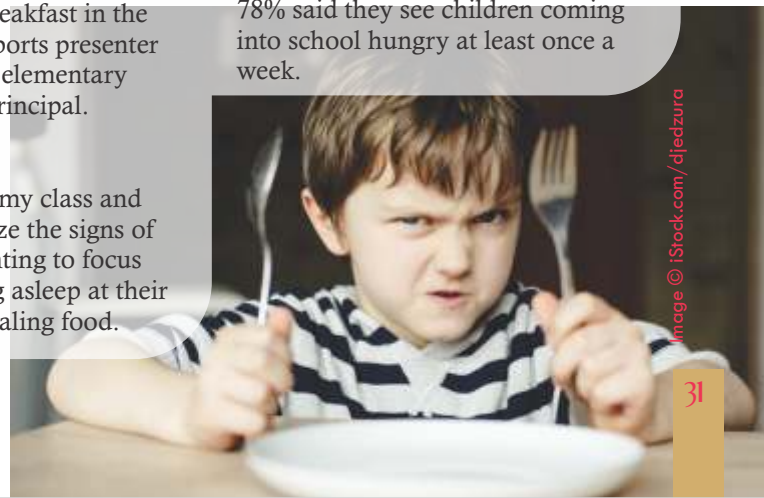 eakfast in the
ports presenter
elementary
rincipal.
my class and
ze the signs of
nting to focus
g asleep at their
aling food.
78% said they see children coming
into school hungry at least once a
week.
Image © iStock.com/djedzura
31